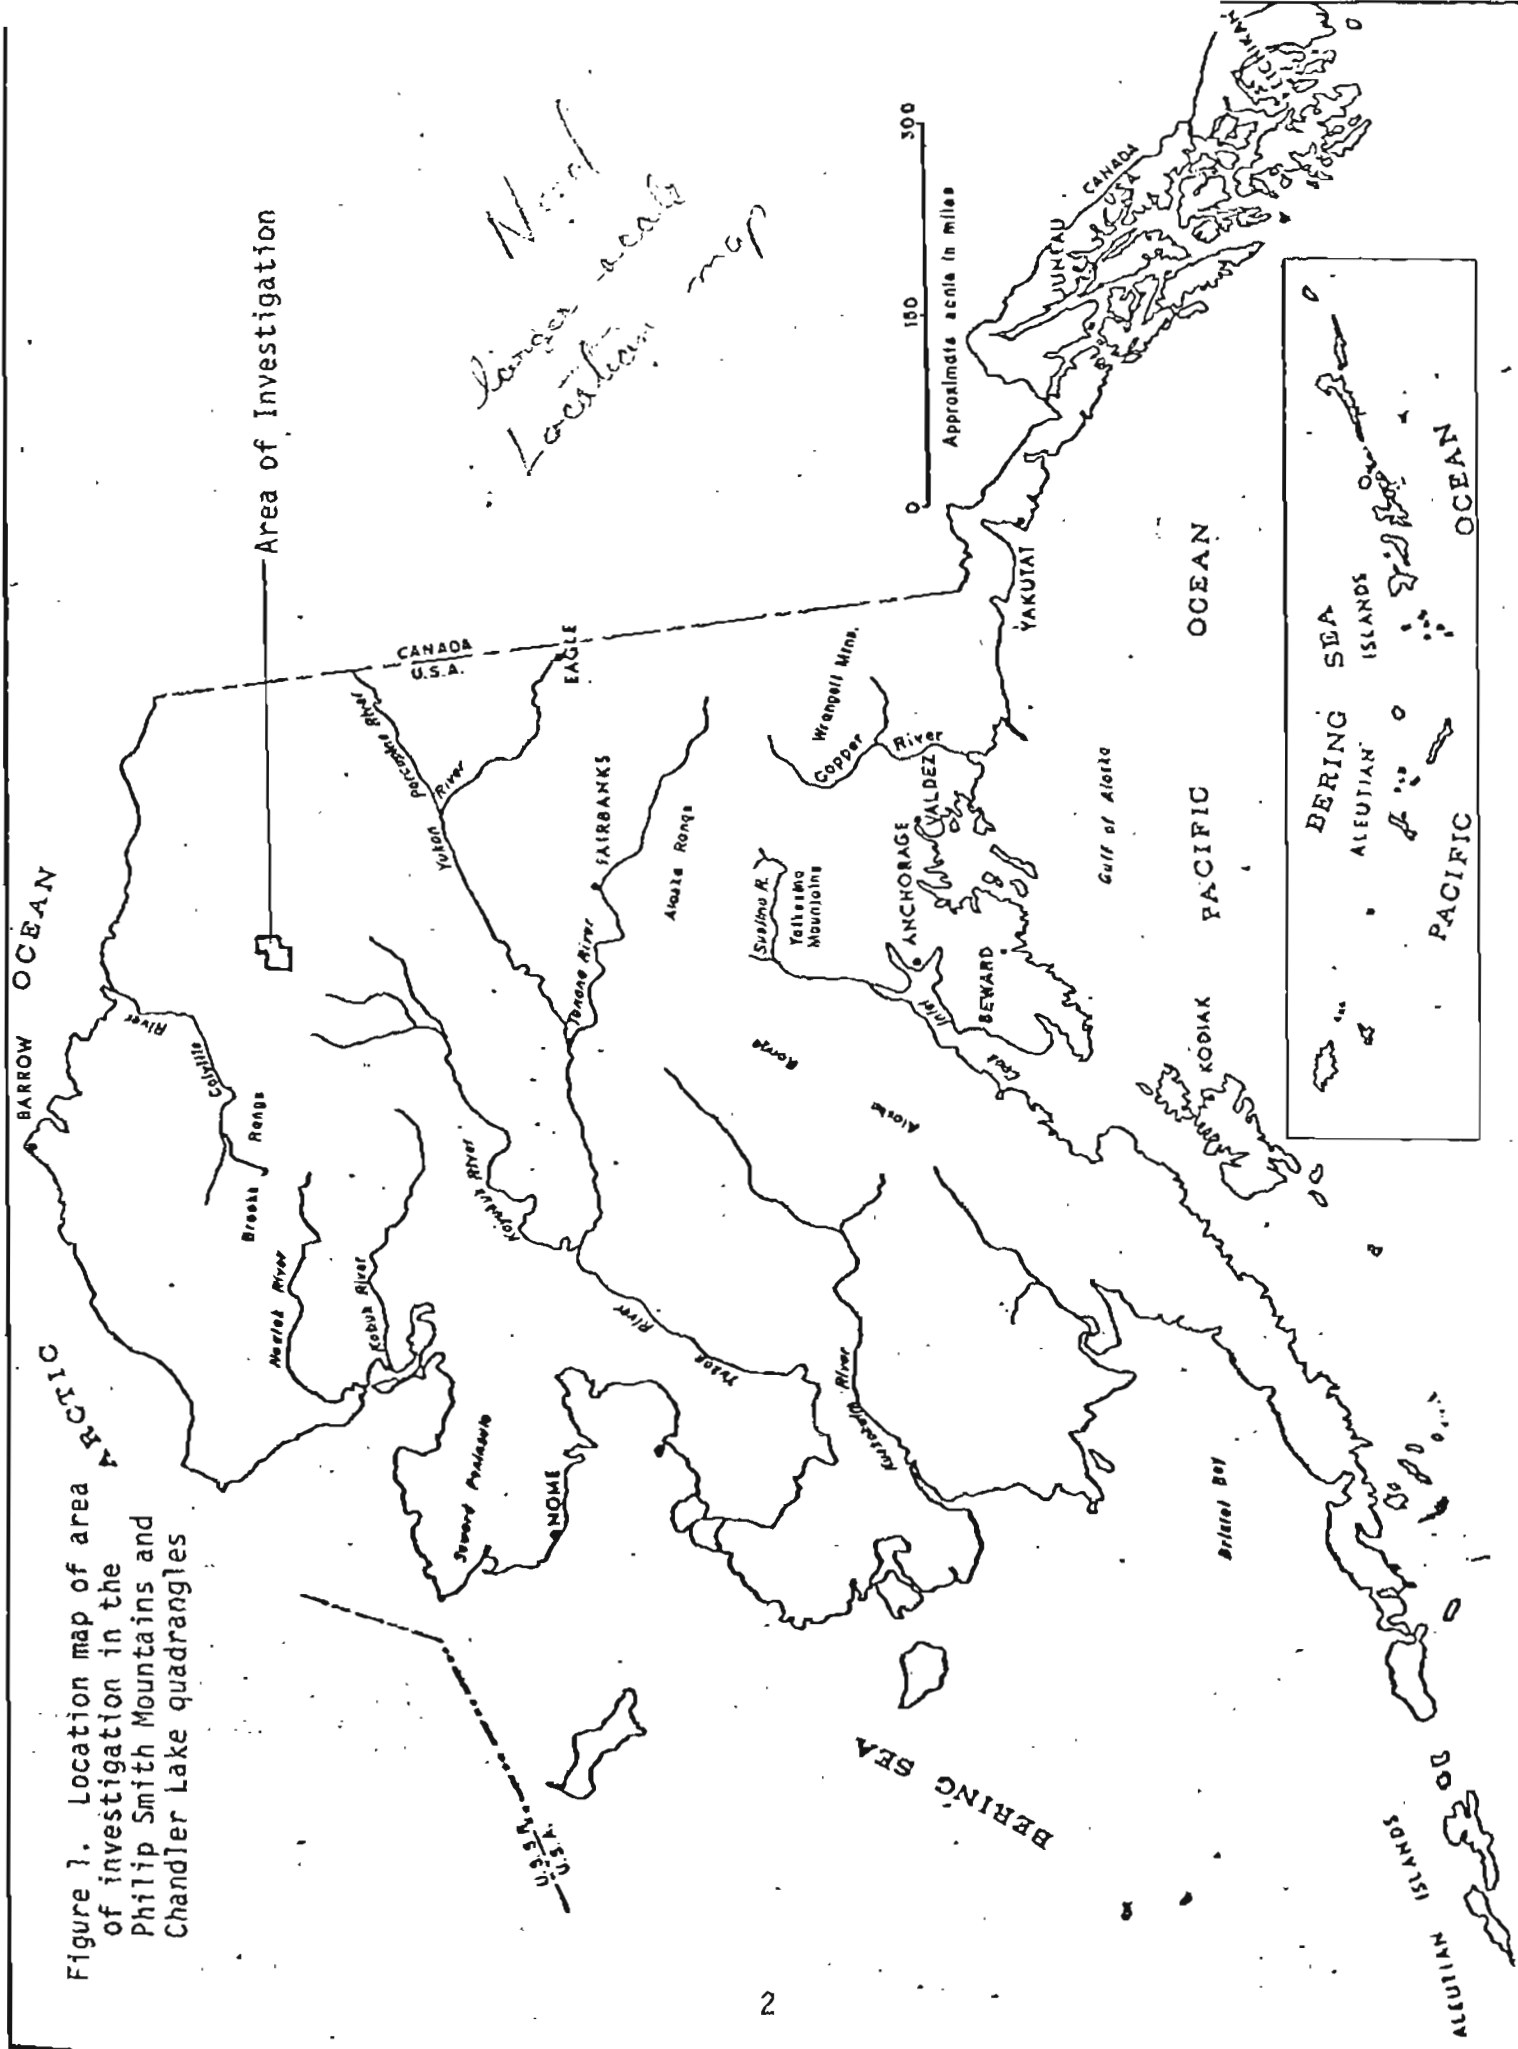 Figure 1. Location map of area
of investigation in the
Philip Smith Mountains and
Chandler Lake quadrangles
ARCTIC
OCEAN
BARROW
Area of Investigation
Need
larger scale
Location map
River
Colville
Brooks
Range
Noatak River
Kobuk River
Koyukuk River
Porcupine River
Yukon
River
CANADA
U.S.A.
EAGLE
FAIRBANKS
Tanana River
Alaska Range
Seward Peninsula
NOME
U.S.S.R.
U.S.A.
Yukon
River
Kuskokwim
River
Alaska
Range
Susitna R.
Talkeetna
Mountains
Wrangell Mtns.
Copper
River
VALDEZ
ANCHORAGE
BEWARD
Cook
Inlet
YAKUTAT
0
150
300
Approximate scale in miles
JUNEAU
CANADA
USA
KETCHIKAN
Gulf of Alaska
PACIFIC
OCEAN
KODIAK
Bristol Bay
BERING SEA
ALEUTIAN
ISLANDS
BERING
SEA
ALEUTIAN
ISLANDS
PACIFIC
OCEAN
2